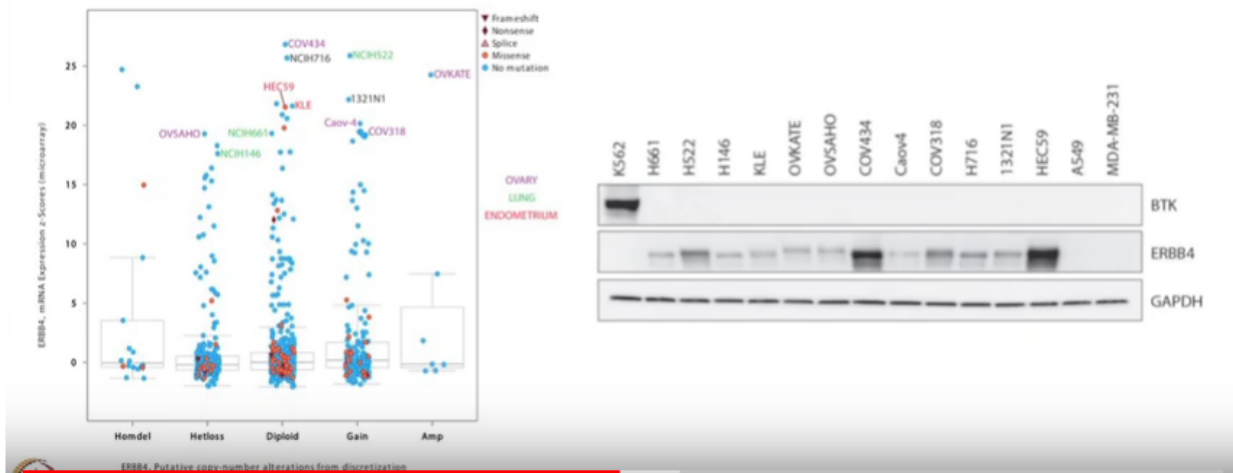 Frameshift
Nonsense
Splice
Missense
No mutation
COV434
NCIH716
NCIH522
OVKATE
HEC59
KLE
1321N1
Caov-4
COV318
OVSAHO
NCIH661
NCIH146
ERBB4, mRNA Expression z-Scores (microarray)
25
20
15
10
5
0
Homdel
Hetloss
Diploid
Gain
Amp
ERBB4, Putative copy-number alterations from discretization
OVARY
LUNG
ENDOMETRIUM
K562
H661
H522
H146
KLE
OVKATE
OVSAHO
COV434
Caov4
COV318
H716
1321N1
HEC59
A549
MDA-MB-231
BTK
ERBB4
GAPDH